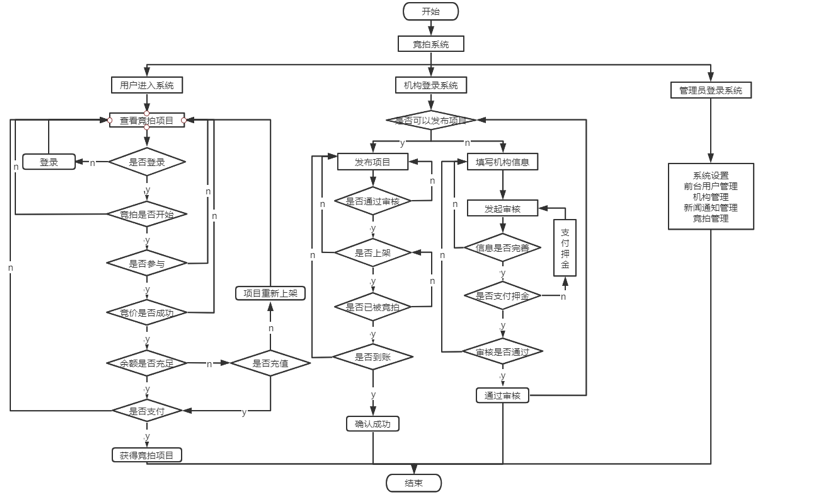 开始
竞拍系统
用户进入系统
机构登录系统
管理员登录系统
查看竞拍项目
是否可以发布项目
y
n
登录
n
是否登录
发布项目
填写机构信息
n
n
n
y
是否通过审核
n
n
n
系统设置
前台用户管理
机构管理
新闻通知管理
竞拍管理
竞拍是否开始
发起审核
y
y
支付押金
是否参与
是否上架
信息是否完善
n
n
y
y
y
项目重新上架
是否支付押金
n
竞价是否成功
是否已被竞拍
n
n
y
y
y
是否到账
审核是否通过
余额是否充足
n
是否充值
y
y
y
通过审核
是否支付
y
确认成功
y
获得竞拍项目
结束